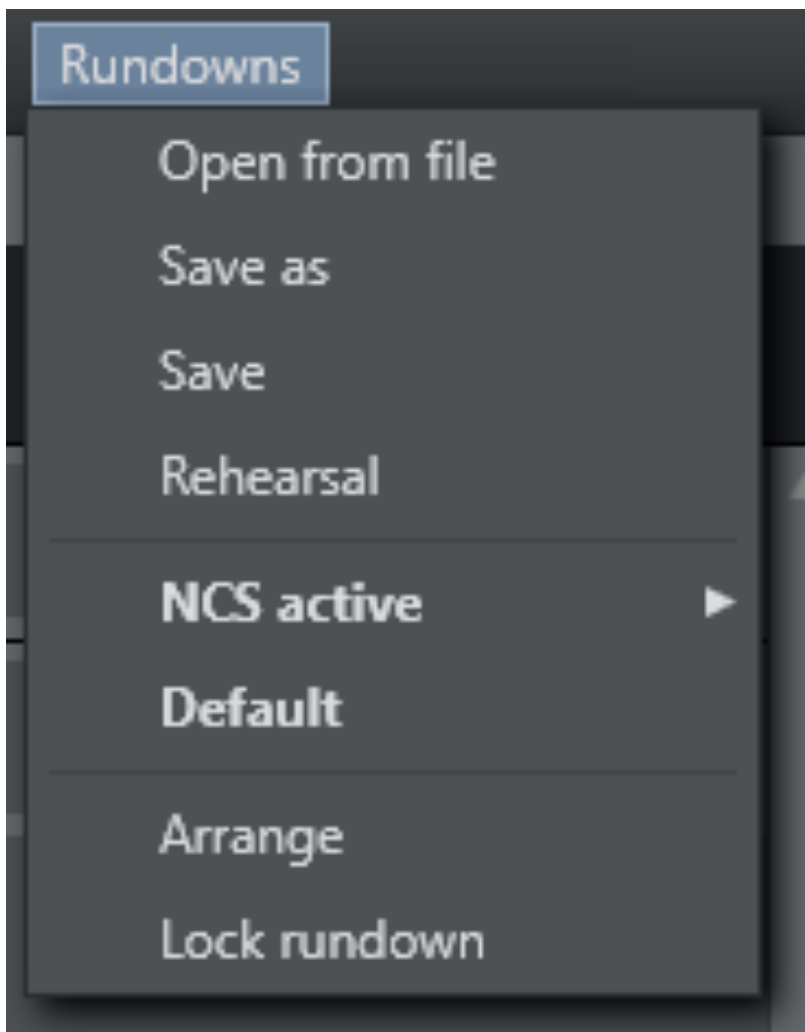 Rundowns
Open from file
Save as
Save
Rehearsal
NCS active
Default
Arrange
Lock rundown